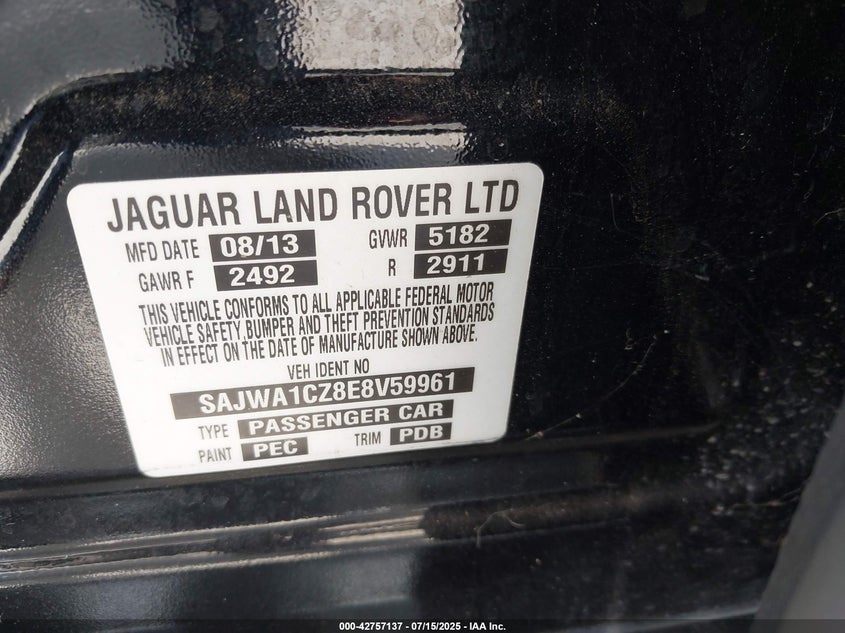 JAGUAR LAND ROVER LTD
MFD DATE 08/13 GVWR 5182
GAWR F 2492 R 2911
THIS VEHICLE CONFORMS TO ALL APPLICABLE FEDERAL MOTOR
VEHICLE SAFETY BUMPER AND THEFT PREVENTION STANDARDS
IN EFFECT ON THE DATE OF MANUFACTURE SHOWN ABOVE.
VEH IDENT NO
SAJWA1CZ8E8V59961
TYPE PASSENGER CAR
PAINT PEC TRIM PDB
000-42757137 - 07/15/2025 - IAA Inc.